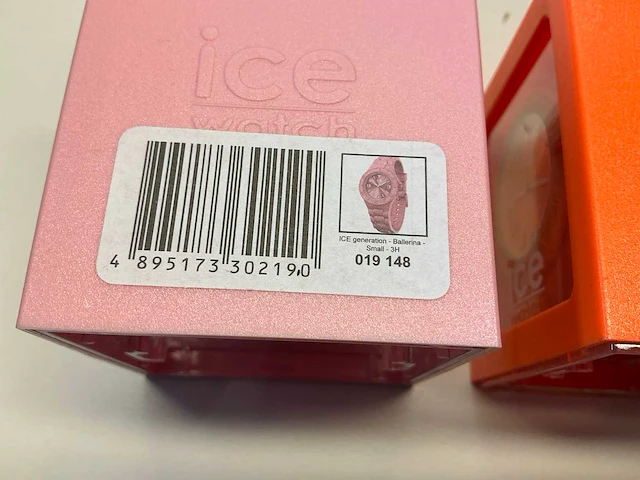 ice
watch
ICE generation - Ballerina -
Small - 3H
019 148
4 895173 302190
ice